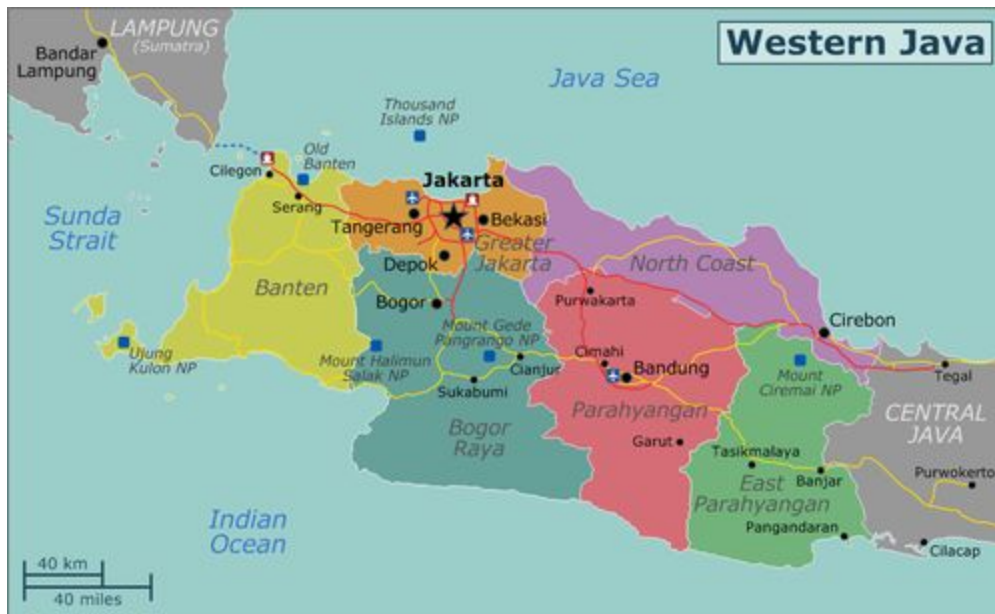 LAMPUNG
(Sumatra)
Bandar
Lampung
Western Java
Java Sea
Thousand
Islands NP
Old
Banten
Cilegon
Jakarta
Serang
Sunda
Strait
Tangerang
Bekasi
Greater
Jakarta
Depok
North Coast
Banten
Bogor
Purwakarta
Mount Gede
Pangrango NP
Cirebon
Ujung
Kulon NP
Mount Halimun
Salak NP
Cianjur
Cimahi
Bandung
Mount
Ciremai NP
Tegal
Sukabumi
Parahyangan
CENTRAL
JAVA
Bogor
Raya
Garut
Tasikmalaya
Banjar
Purwokerto
East
Parahyangan
Pangandaran
Cilacap
Indian
Ocean
40 km
40 miles